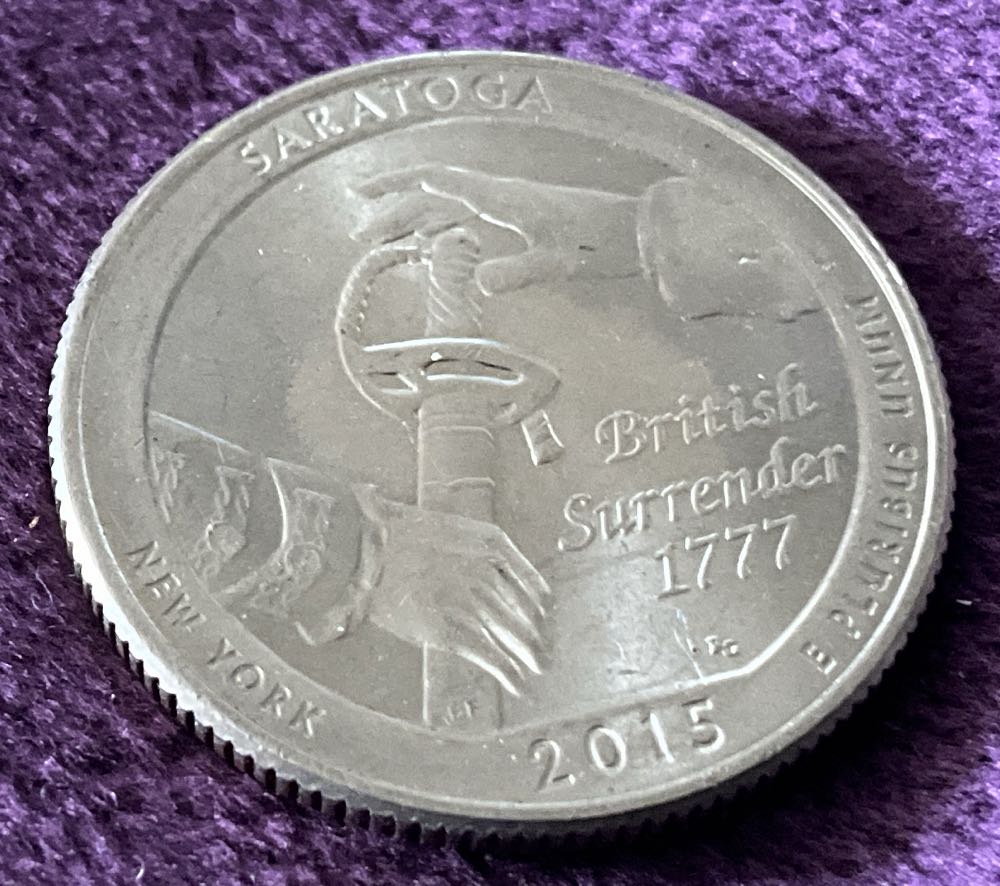 SARATOGA
British
Surrender
1777
NEW YORK
2015
E PLURIBUS UNUM